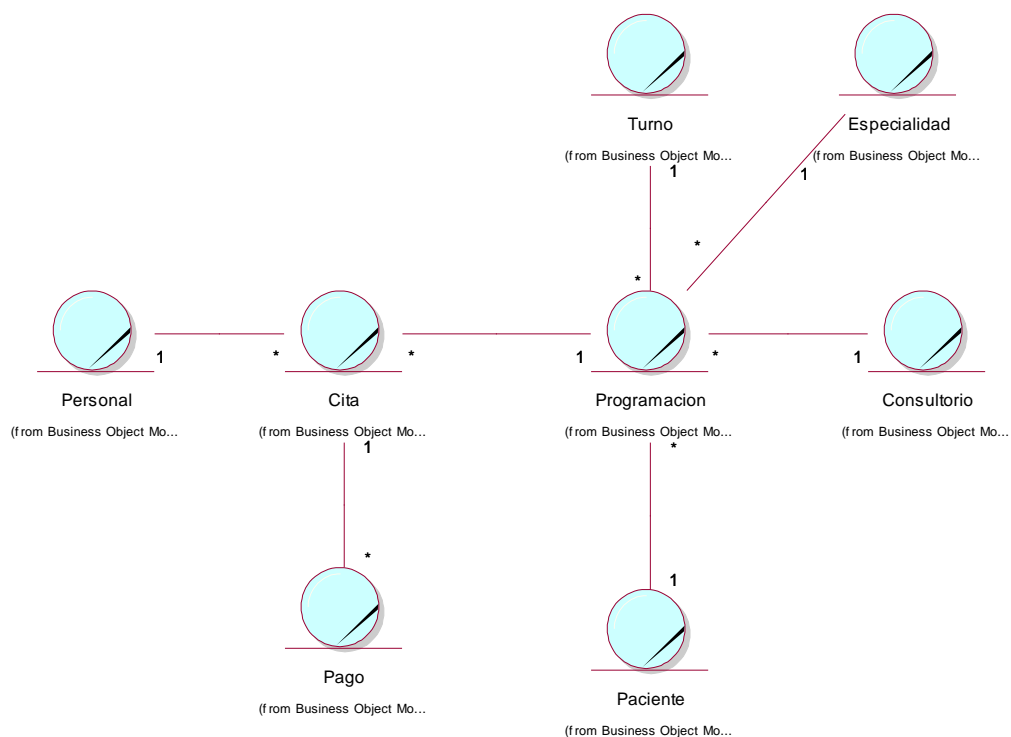 Turno
(from Business Object Mo...
1
*
Especialidad
(from Business Object Mo...
1
*
Personal
(from Business Object Mo...
1
*
Cita
(from Business Object Mo...
*
1
Programacion
(from Business Object Mo...
*
1
Consultorio
(from Business Object Mo...
1
*
Pago
(from Business Object Mo...
*
1
Paciente
(from Business Object Mo...